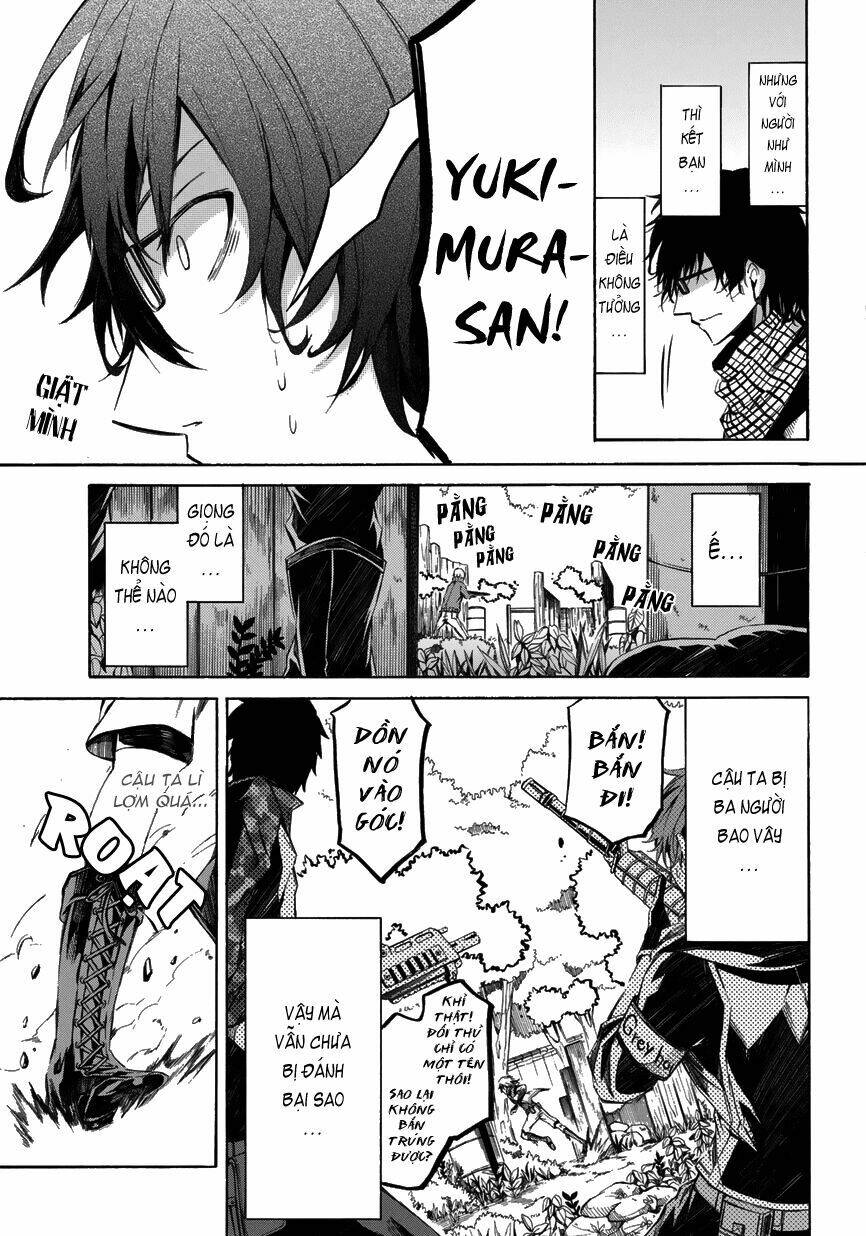 NHƯNG
VỚI
NGƯỜI
NHƯ
MÌNH
...
THÌ
KẾT
BẠN
...
LÀ
ĐIỀU
KHÔNG
TƯỞNG
...
YUKI-
MURA-
SAN!
GIẬT
MÌNH
Ế...
PẰNG
PẰNG
PẰNG
PẰNG
PẰNG
PẰNG
GIỌNG
ĐÓ LÀ
...
KHÔNG
THỂ NÀO
...
CẬU TA BỊ
BA NGƯỜI
BAO VÂY
...
BẮN!
BẮN
ĐI!
DỒN
NÓ
VÀO
GÓC!
Grey ho
KHỈ
THẬT!
ĐỐI THỦ
CHỈ CÓ
MỘT TÊN
THÔI!
SAO LẠI
KHÔNG
BẮN
TRÚNG
ĐƯỢC?
VẬY MÀ
VẪN CHƯA
BỊ ĐÁNH
BẠI SAO
...
CẬU TA LÌ
LỢM QUÁ...
ROẠT